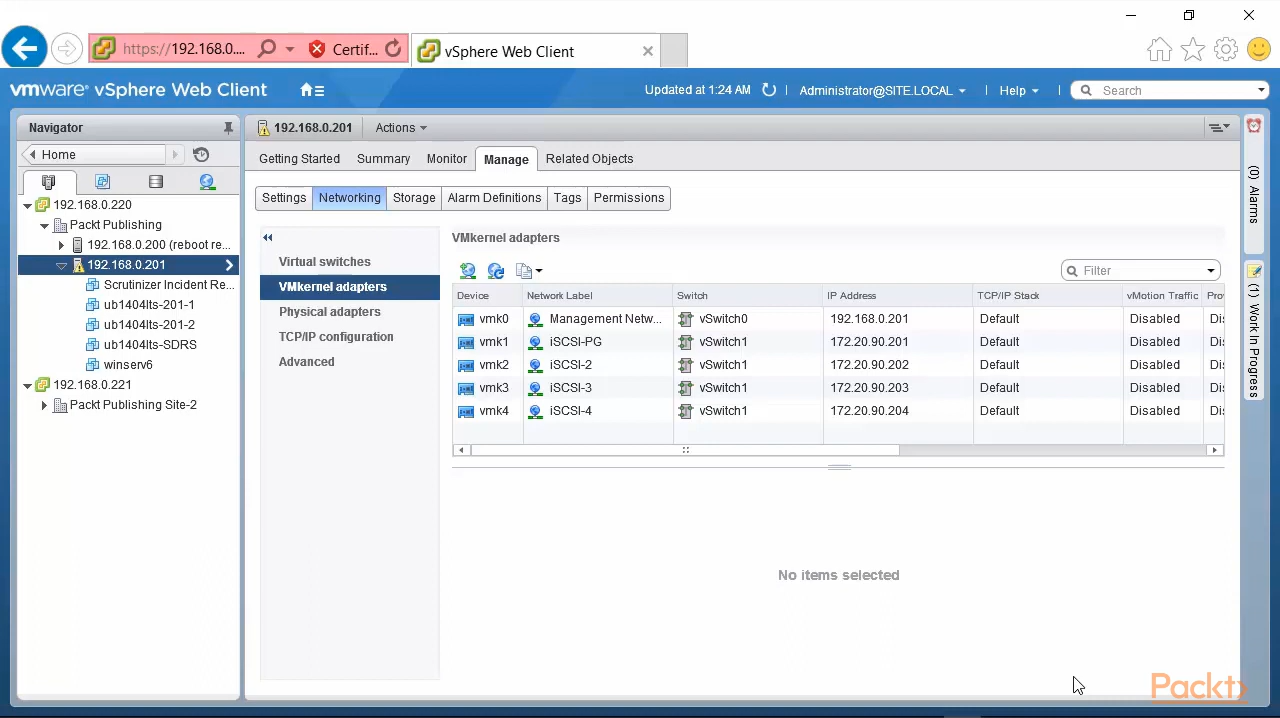 https://192.168.0.... Certif... vSphere Web Client
vmware® vSphere Web Client Updated at 1:24 AM Administrator@SITE.LOCAL Help Search
Navigator
192.168.0.201 Actions
Home
Getting Started Summary Monitor Manage Related Objects
Settings Networking Storage Alarm Definitions Tags Permissions
192.168.0.220
Packt Publishing
192.168.0.200 (reboot re...
192.168.0.201
Scrutinizer Incident Re...
ub1404lts-201-1
ub1404lts-201-2
ub1404lts-SDRS
winserv6
192.168.0.221
Packt Publishing Site-2
Virtual switches
VMkernel adapters
Physical adapters
TCP/IP configuration
Advanced
VMkernel adapters
Filter
Device Network Label Switch IP Address TCP/IP Stack vMotion Traffic Pro
vmk0 Management Netw... vSwitch0 192.168.0.201 Default Disabled Di
vmk1 iSCSI-PG vSwitch1 172.20.90.201 Default Disabled Di
vmk2 iSCSI-2 vSwitch1 172.20.90.202 Default Disabled Di
vmk3 iSCSI-3 vSwitch1 172.20.90.203 Default Disabled Di
vmk4 iSCSI-4 vSwitch1 172.20.90.204 Default Disabled Di
No items selected
(0) Alarms
(1) Work In Progress
Packt